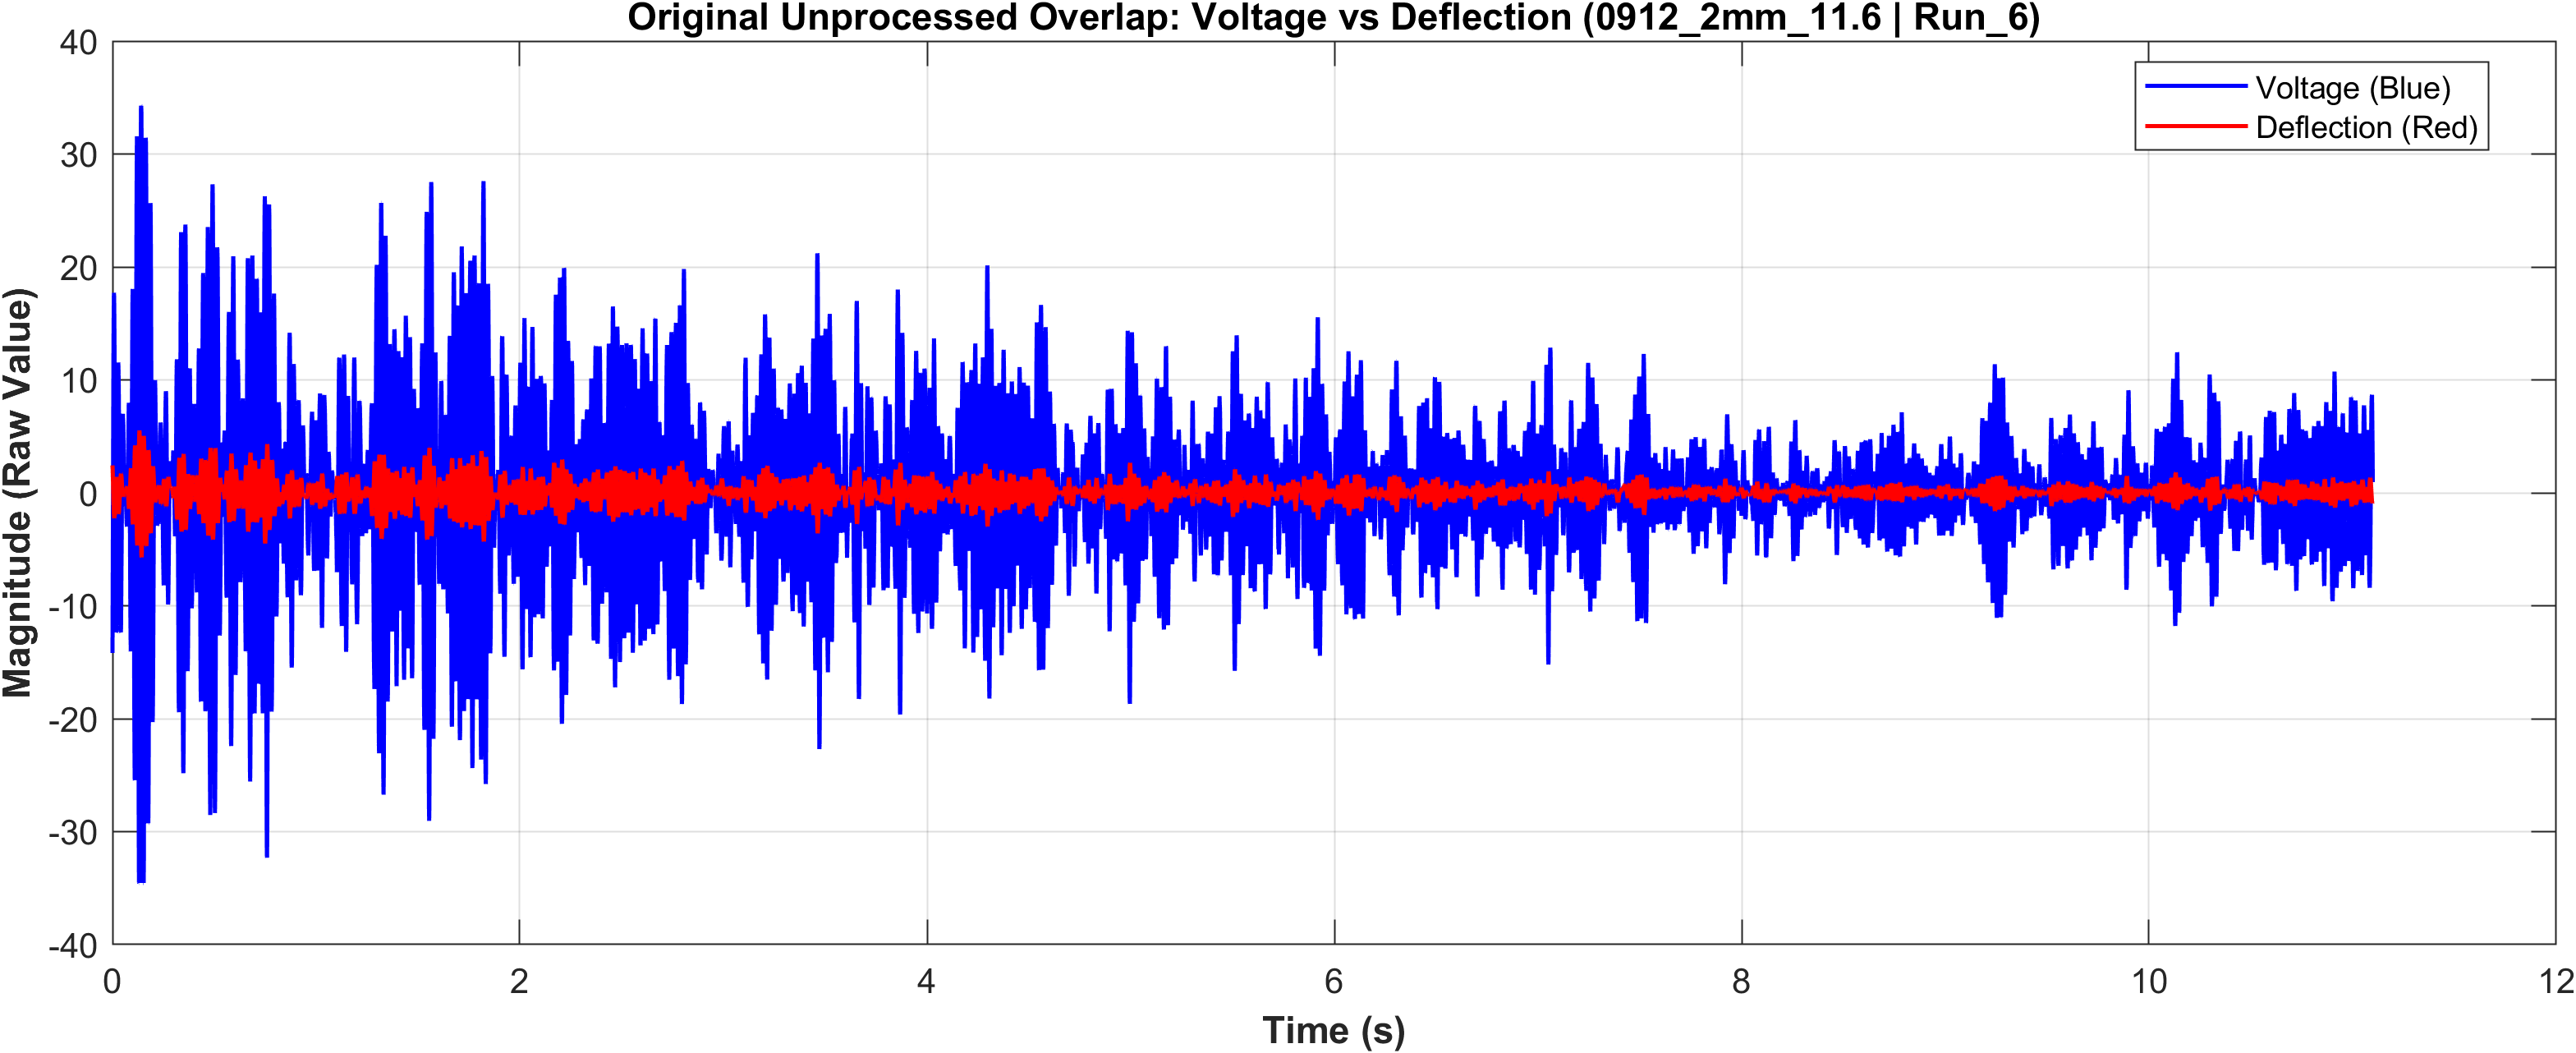 Original Unprocessed Overlap: Voltage vs Deflection (0912_2mm_11.6 | Run_6)
Voltage (Blue)
Deflection (Red)
Magnitude (Raw Value)
40
30
20
10
0
-10
-20
-30
-40
0 2 4 6 8 10 12
Time (s)